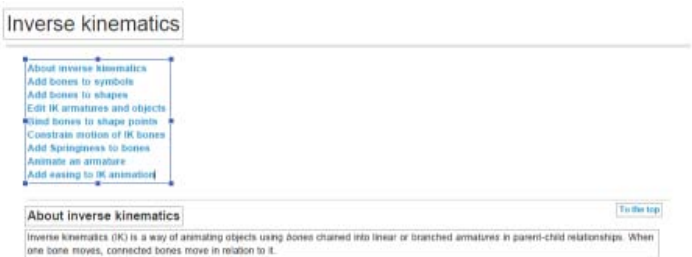 Inverse kinematics
About inverse kinematics
Add bones to symbols
Add bones to shapes
Edit IK armatures and objects
Bind bones to shape points
Constrain motion of IK bones
Add Springiness to bones
Animate an armature
Add easing to IK animation
To the top
About inverse kinematics
Inverse kinematics (IK) is a way of animating objects using bones chained into linear or branched armatures in parent-child relationships. When
one bone moves, connected bones move in relation to it.